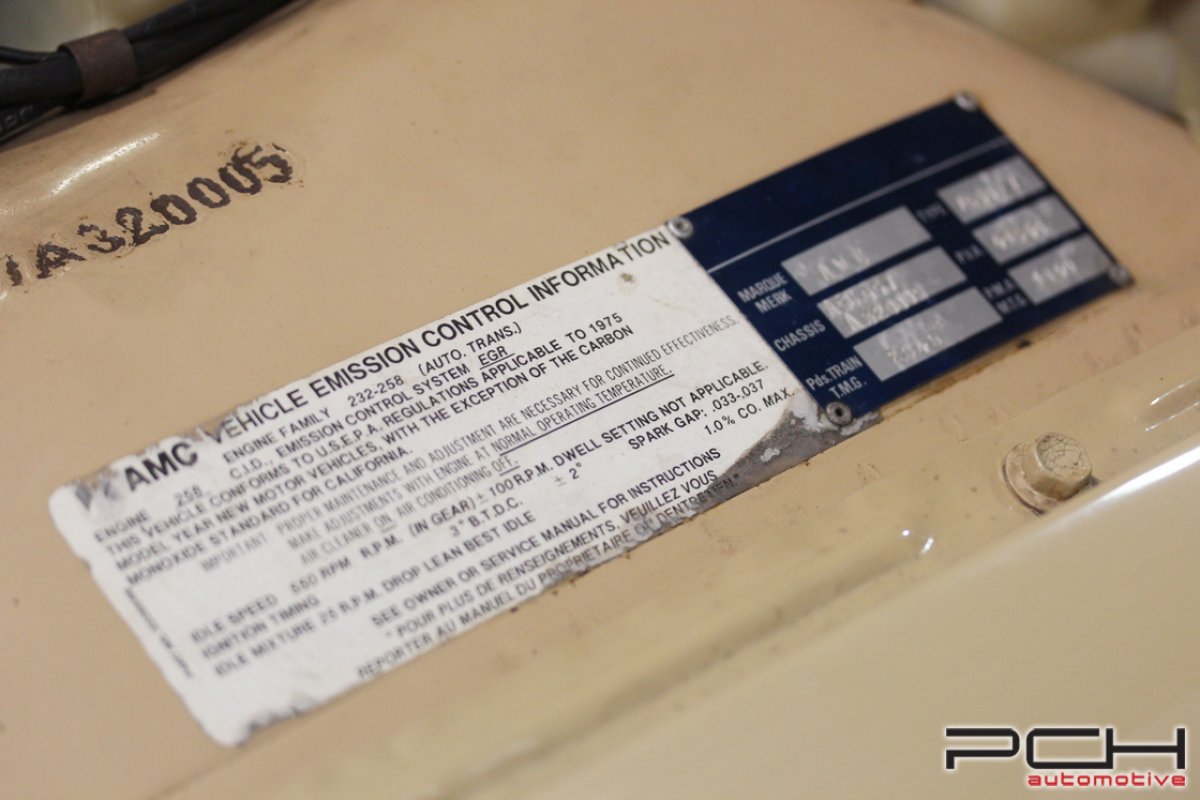 A320005
AMC VEHICLE EMISSION CONTROL INFORMATION
ENGINE FAMILY 232-258 (AUTO. TRANS.)
ENGINE 258 C.I.D., EMISSION CONTROL SYSTEM EGR
THIS VEHICLE CONFORMS TO U.S.E.P.A. REGULATIONS APPLICABLE TO 1975
MODEL YEAR NEW MOTOR VEHICLES, WITH THE EXCEPTION OF THE CARBON
MONOXIDE STANDARD FOR CALIFORNIA.
IMPORTANT: PROPER MAINTENANCE AND ADJUSTMENT ARE NECESSARY FOR CONTINUED EFFECTIVENESS.
MAKE ADJUSTMENTS WITH ENGINE AT NORMAL OPERATING TEMPERATURE.
AIR CLEANER ON, AIR CONDITIONING OFF.
IDLE SPEED 550 RPM R.P.M. (IN GEAR) ± 100 R.P.M. DWELL SETTING NOT APPLICABLE.
IGNITION TIMING 3° B.T.D.C. ± 2° SPARK GAP: .033-.037
IDLE MIXTURE 25 R.P.M. DROP LEAN BEST IDLE 1.0% CO. MAX.
SEE OWNER OR SERVICE MANUAL FOR INSTRUCTIONS
"POUR PLUS DE RENSEIGNEMENTS, VEUILLEZ VOUS
REPORTER AU MANUEL DU PROPRIETAIRE OU D'ENTRETIEN."
MARQUE
MERK
TYPE
CHASSIS
P.V.A
Pds. TRAIN
T.M.G.
P.M.A
M.T.G
PCH
automotive